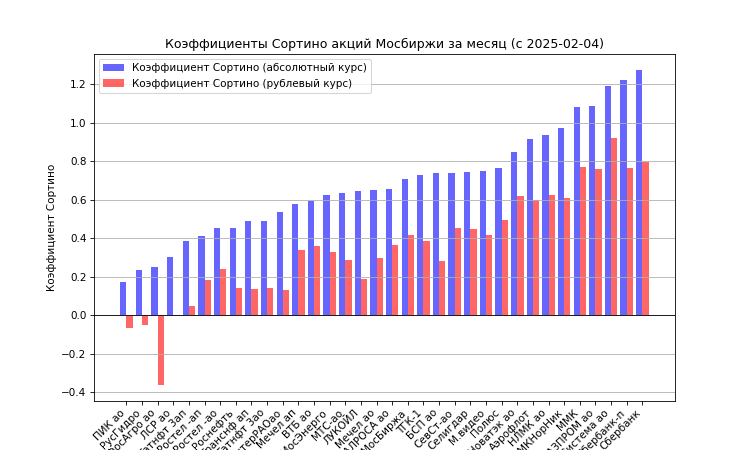 Коэффициенты Сортино акций Мосбиржи за месяц (с 2025-02-04)
Коэффициент Сортино (абсолютный курс)
Коэффициент Сортино (рублевый курс)
Коэффициент Сортино
1.2
1.0
0.8
0.6
0.4
0.2
0.0
−0.2
−0.4
ПИК ао
РусГидро
ЛСР ао
Ростел -ап
Ростел -ао
Роснефть
Мечел ап
ВТБ ао
МТС-ао
ЛУКОЙЛ
Мечел ао
МосБиржа
ТГК-1
БСП ао
СевСт-ао
Селигдар
М.видео
Полюс
Аэрофлот
НЛМК ао
ММК
Сбербанк